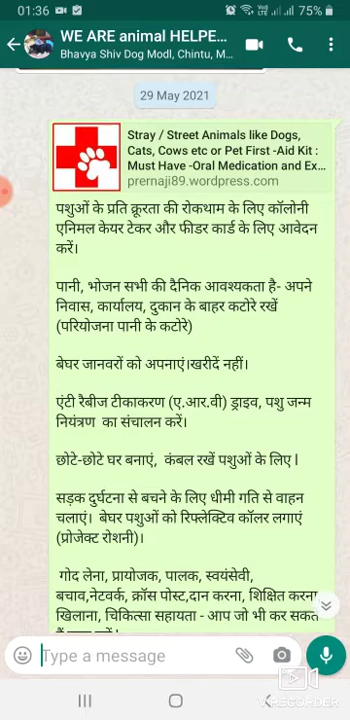 01:36
75%
WE ARE animal HELPE...
Bhavya Shiv Dog Modl, Chintu, M...
29 May 2021
Stray / Street Animals like Dogs,
Cats, Cows etc or Pet First -Aid Kit :
Must Have -Oral Medication and Ex...
prernaji89.wordpress.com
पशुओं के प्रति क्रूरता की रोकथाम के लिए कॉलोनी
एनिमल केयर टेकर और फीडर कार्ड के लिए आवेदन
करें।
पानी, भोजन सभी की दैनिक आवश्यकता है- अपने
निवास, कार्यालय, दुकान के बाहर कटोरे रखें
(परियोजना पानी के कटोरे)
बेघर जानवरों को अपनाएं।खरीदें नहीं।
एंटी रैबीज टीकाकरण (ए.आर.वी) ड्राइव, पशु जन्म
नियंत्रण का संचालन करें।
छोटे-छोटे घर बनाएं, कंबल रखें पशुओं के लिए l
सड़क दुर्घटना से बचने के लिए धीमी गति से वाहन
चलाएं। बेघर पशुओं को रिफ्लेक्टिव कॉलर लगाएं
(प्रोजेक्ट रोशनी)।
गोद लेना, प्रायोजक, पालक, स्वयंसेवी,
बचाव,नेटवर्क, क्रॉस पोस्ट,दान करना, शिक्षित करना
खिलाना, चिकित्सा सहायता - आप जो भी कर सकत
Type a message
VIRECORDER